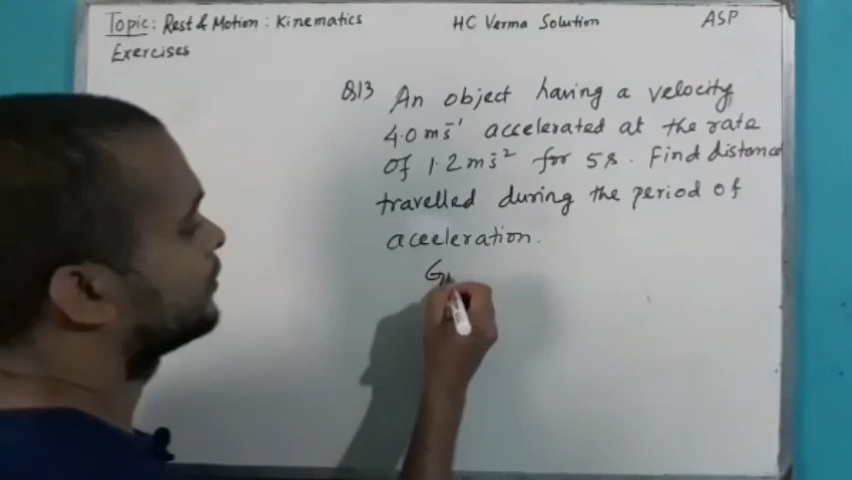 Topic: Rest & Motion: Kinematics
HC Verma Solution
ASP
Exercises
Q13 An object having a velocity
4.0 ms⁻¹ accelerated at the rate
of 1.2 ms⁻² for 5s. Find distance
travelled during the period of
aceeleration.